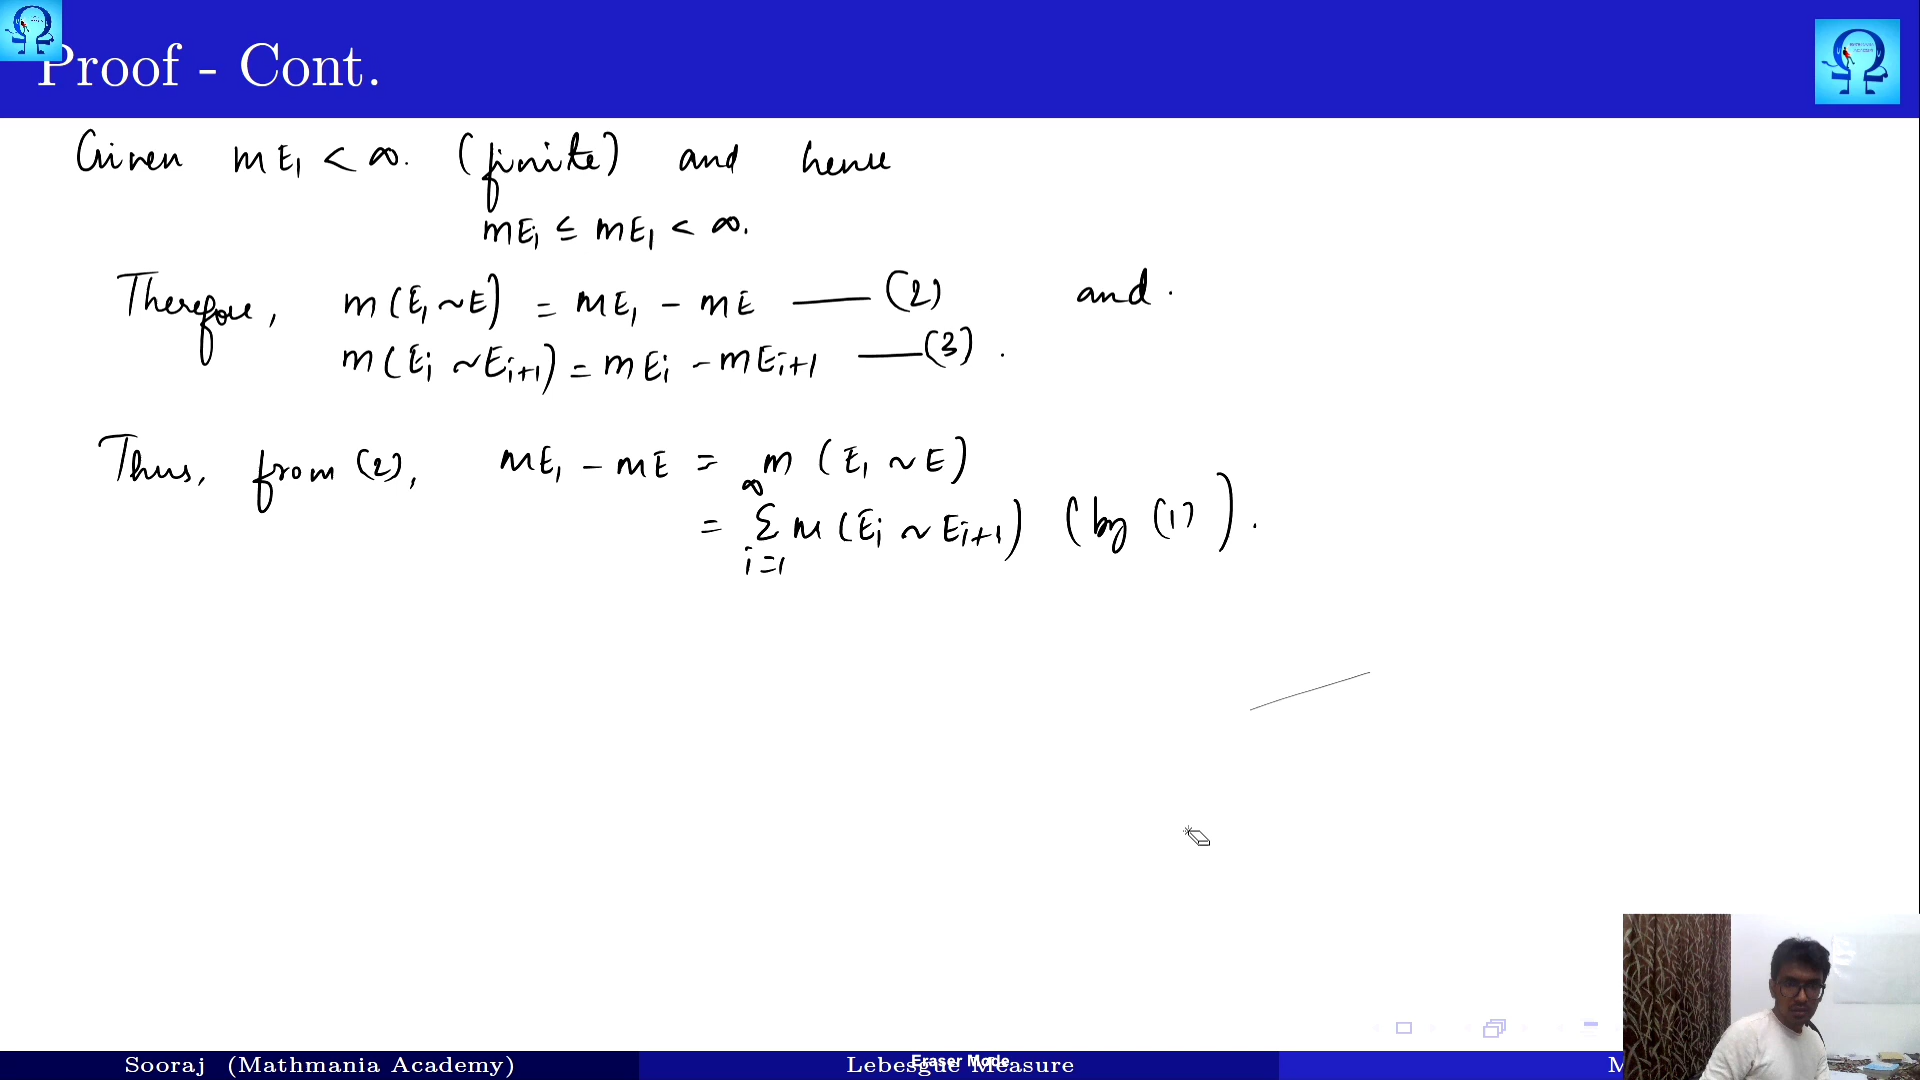 Proof - Cont.
Given mE₁ < ∞. (finite) and hence
mEᵢ ≤ mE₁ < ∞.
Therefore, m(E₁ ~ E) = mE₁ - mE —— (2) and.
m(Eᵢ ~ Eᵢ₊₁) = mEᵢ - mEᵢ₊₁ —— (3).
Thus, from (2), mE₁ - mE = m(E₁ ~ E)
= ∞ Σ i=1 m(Eᵢ ~ Eᵢ₊₁) (by (1)).
Sooraj (Mathmania Academy) Lebesgue Measure M
Eraser Mode